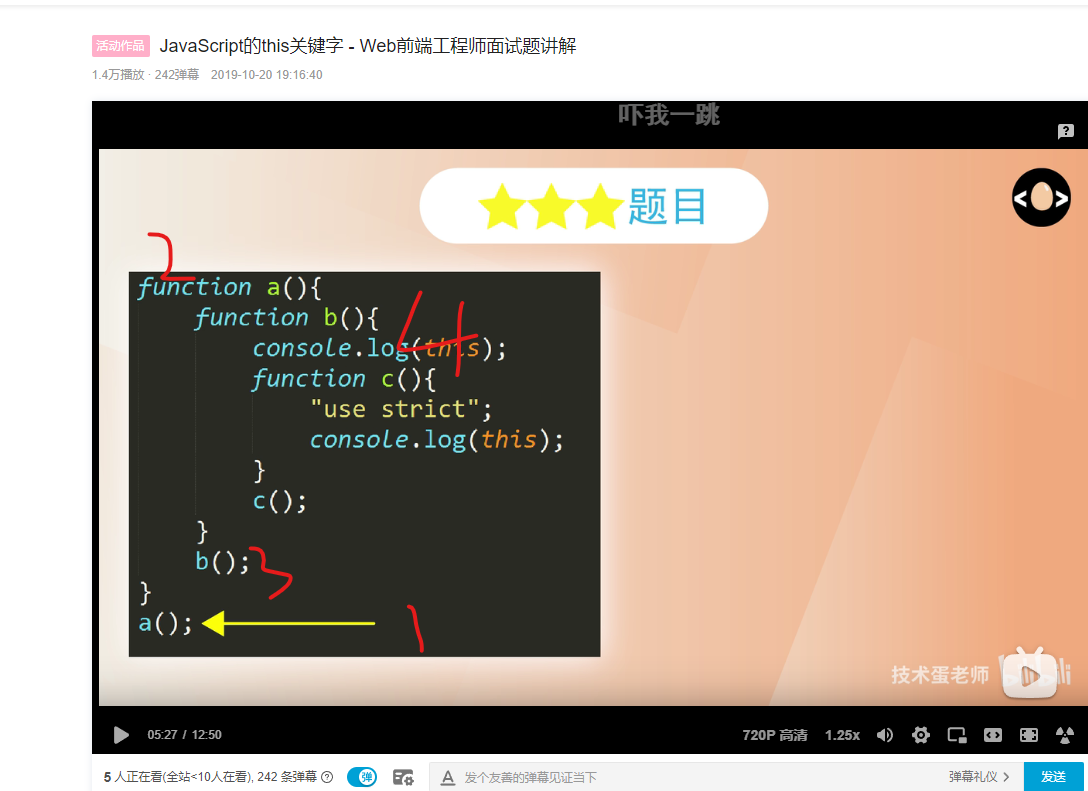 活动作品 JavaScript的this关键字 - Web前端工程师面试题讲解
1.4万播放 · 242弹幕 2019-10-20 19:16:40
吓我一跳
题目
2
function a(){
function b(){
4
console.log(this);
function c(){
"use strict";
console.log(this);
}
c();
}
b();
3
}
a();
1
技术蛋老师 bilibili
05:27 / 12:50 720P 高清 1.25x
5 人正在看(全站<10人在看), 242 条弹幕 弹 A 发个友善的弹幕见证当下 弹幕礼仪 > 发送